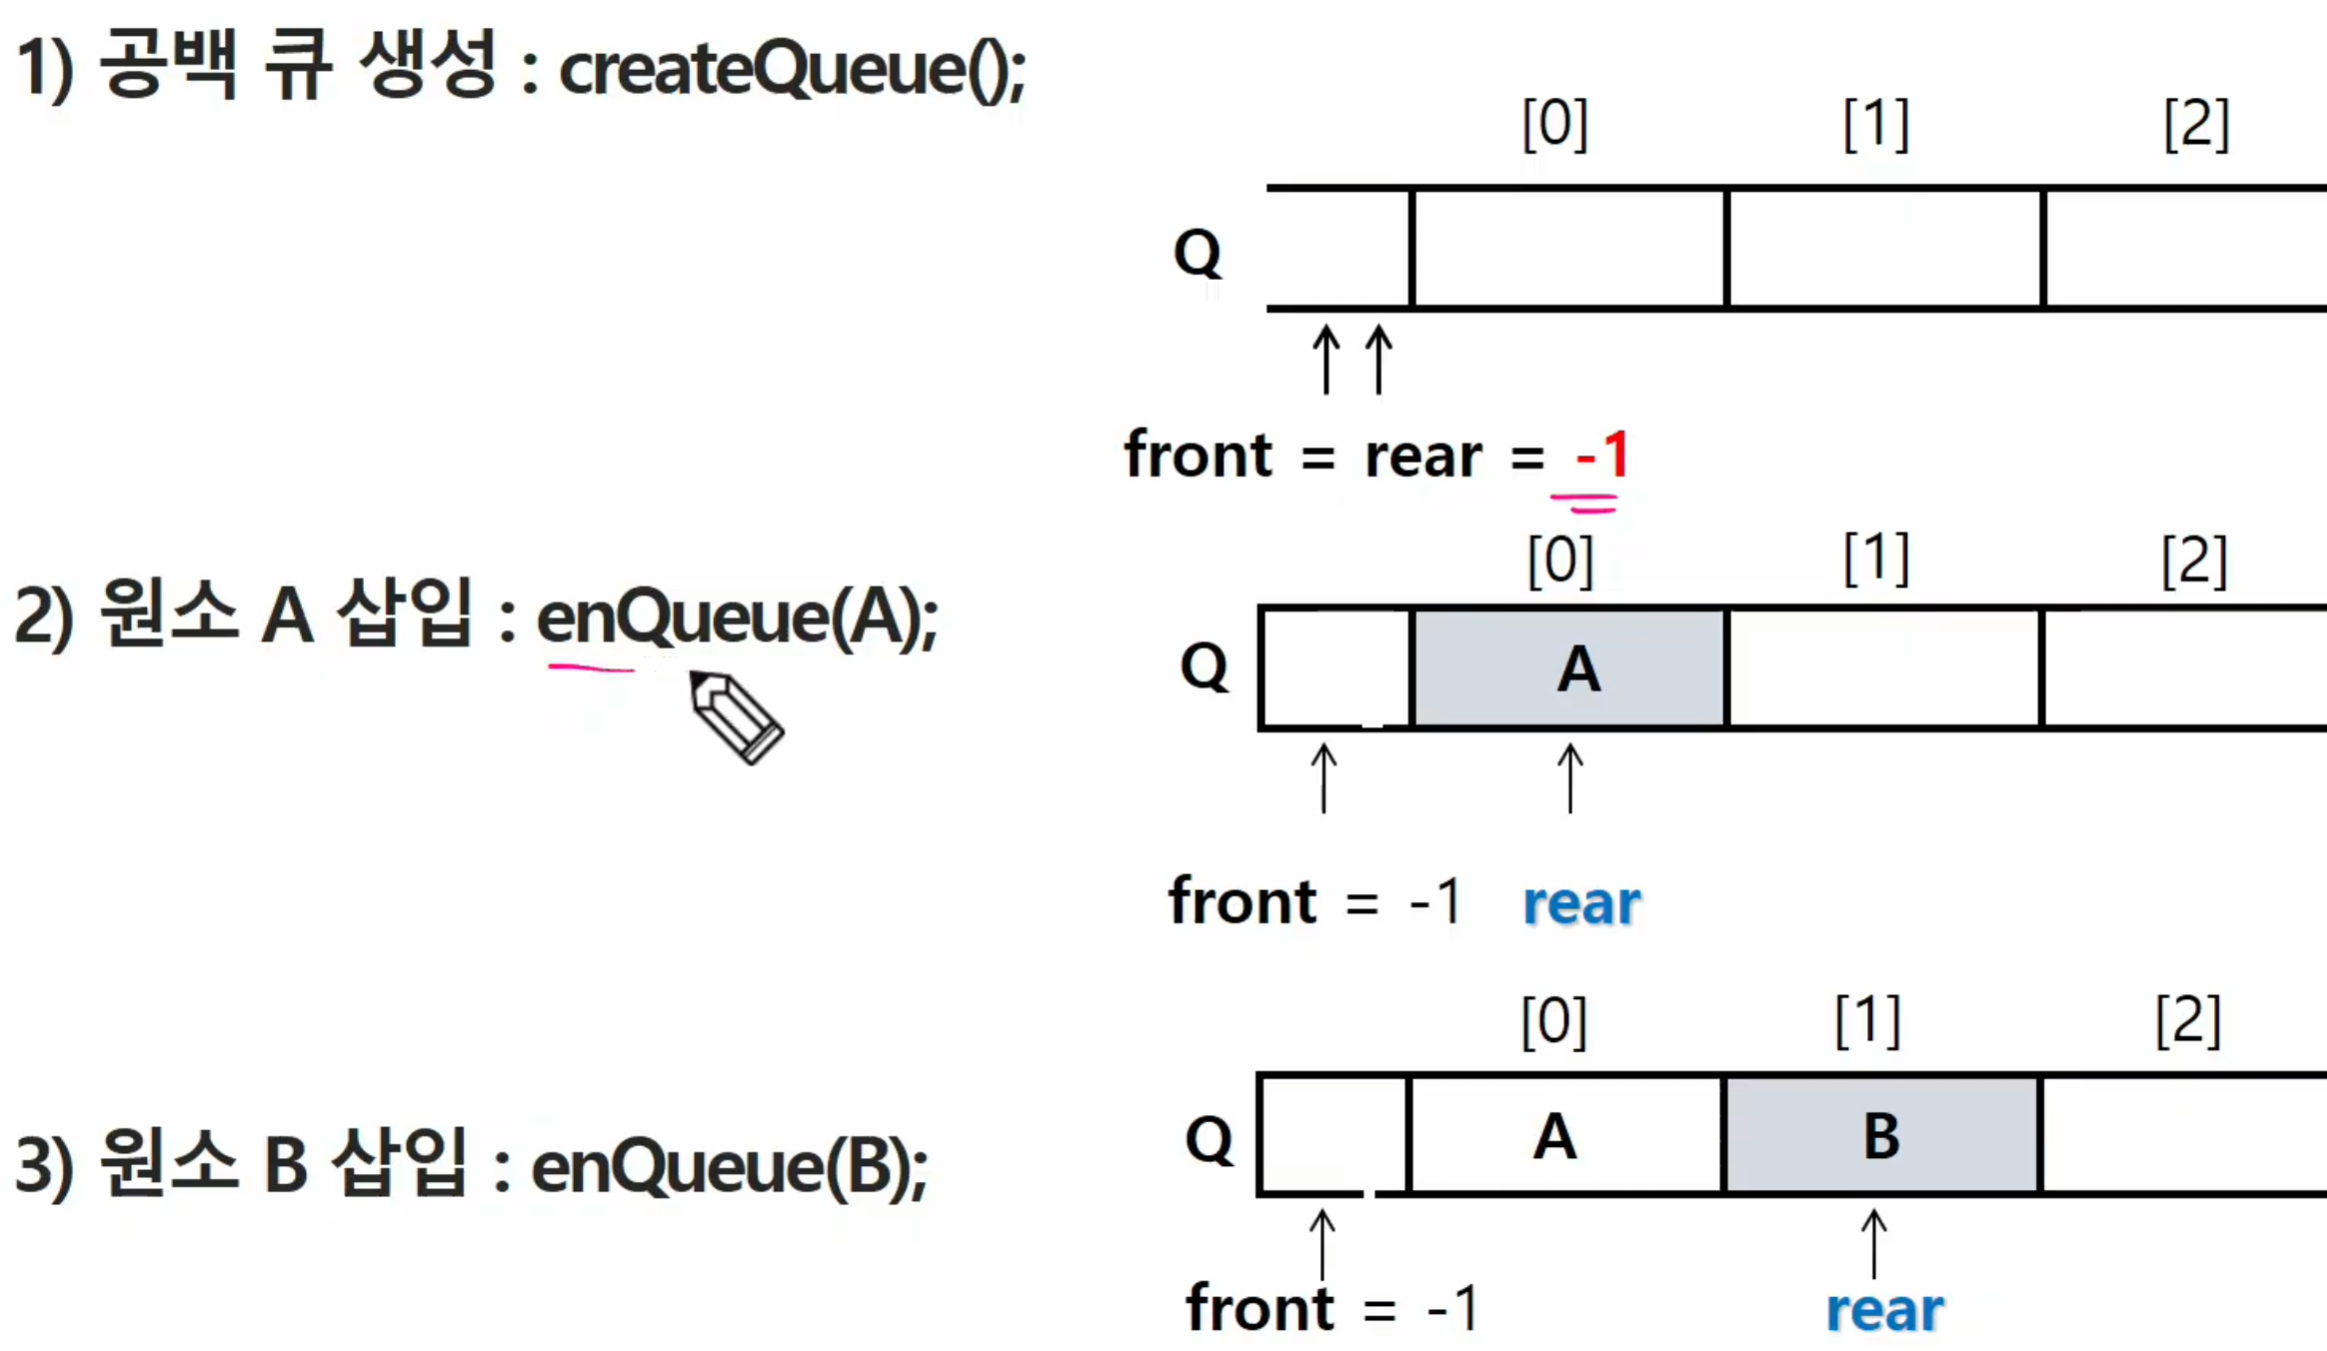 1) 공백 큐 생성 : createQueue();
[0] [1] [2]
Q
front = rear = -1
2) 원소 A 삽입 : enQueue(A);
[0] [1] [2]
Q A
front = -1 rear
3) 원소 B 삽입 : enQueue(B);
[0] [1] [2]
Q A B
front = -1 rear